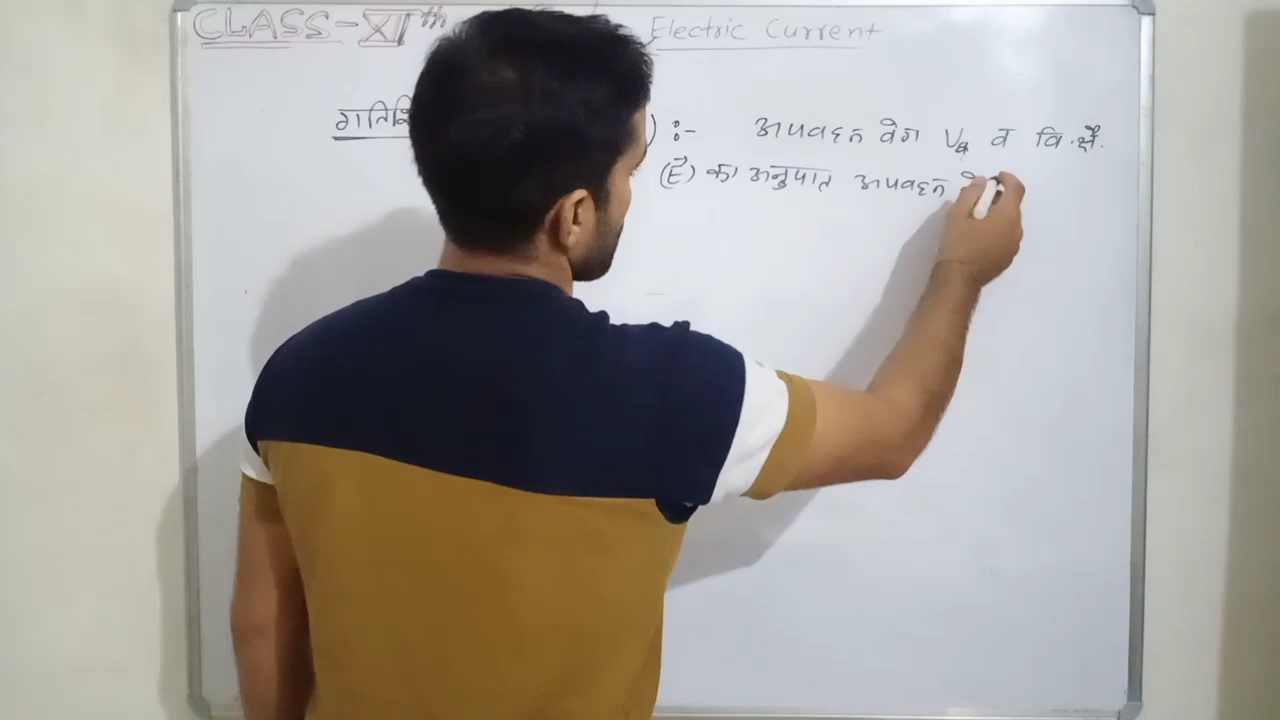 CLASS-XIth Electric Current
गतिशि ) :- अपवहन वेग Vd व वि.क्षे.
(E⃗) का अनुपात अपवहन